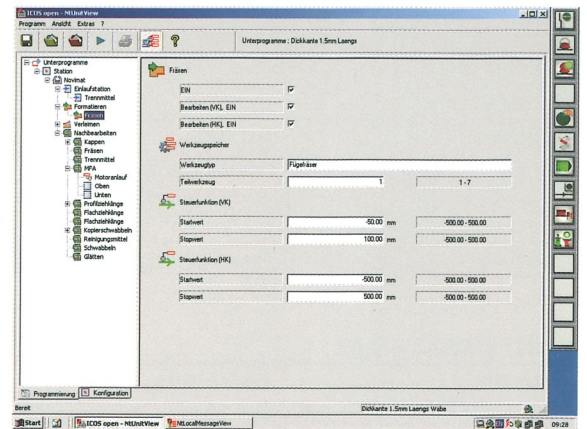 ICOS open - NtUnitView
Programm Ansicht Extras ?
Unterprogramme : Dickkante 1.5mm Laengs
Unterprogramme
Station
Novimat
Einlaufstation
Trennmittel
Formatieren
Fräsen
Verleimen
Nachbearbeiten
Kappen
Fräsen
Trennmittel
MFA
Motoranlauf
Oben
Unten
Profilziehklinge
Flachziehklinge
Flachziehklinge
Kopierschwabbeln
Reinigungsmittel
Schwabbeln
Glätten
Fräsen
EIN
Bearbeiten (VK), EIN
Bearbeiten (HK), EIN
Werkzeugspeicher
Werkzeugtyp Fügefräser
Teilwerkzeug 1 1 - 7
Steuerfunktion (VK)
Startwert -50.00 mm -500.00 - 500.00
Stopwert 100.00 mm -500.00 - 500.00
Steuerfunktion (HK)
Startwert -500.00 mm -500.00 - 500.00
Stopwert 500.00 mm -500.00 - 500.00
Programmierung Konfiguration
Bereit Dickkante 1.5mm Laengs Wabe
Start ICOS open - NtUnitView NtLocalMessageView 09:28